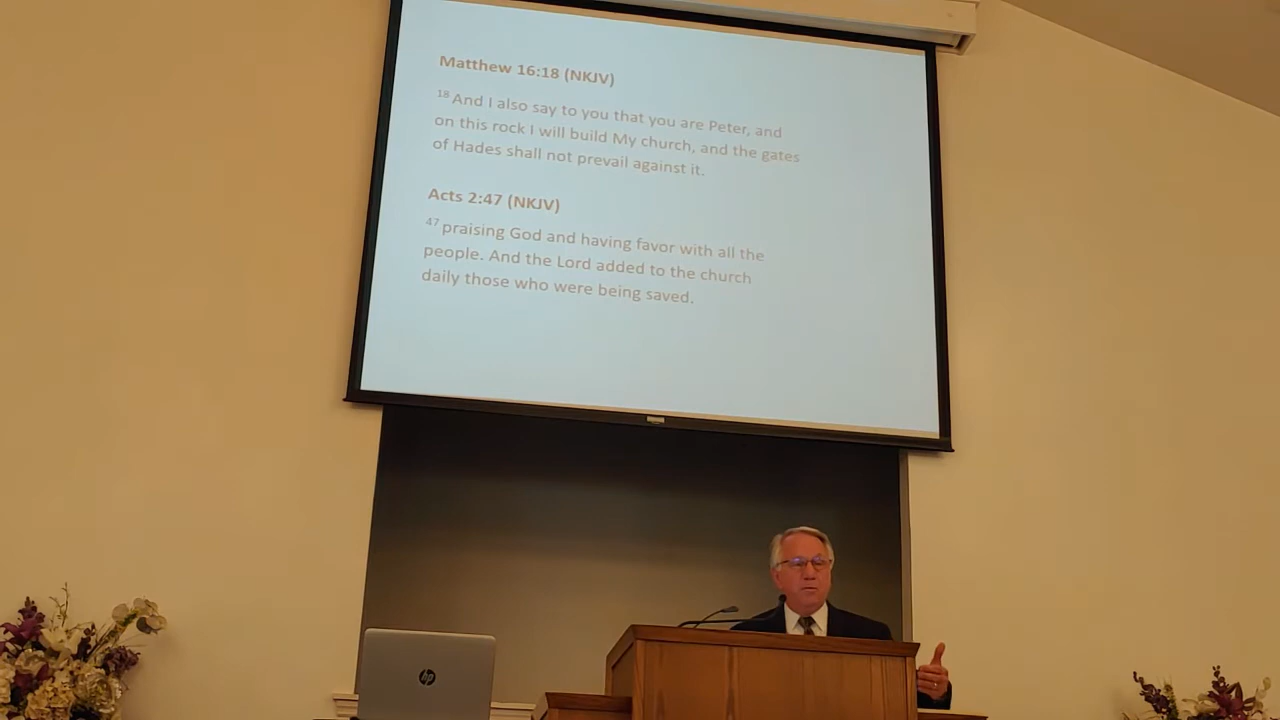 Matthew 16:18 (NKJV)
18 And I also say to you that you are Peter, and
on this rock I will build My church, and the gates
of Hades shall not prevail against it.
Acts 2:47 (NKJV)
47 praising God and having favor with all the
people. And the Lord added to the church
daily those who were being saved.
hp